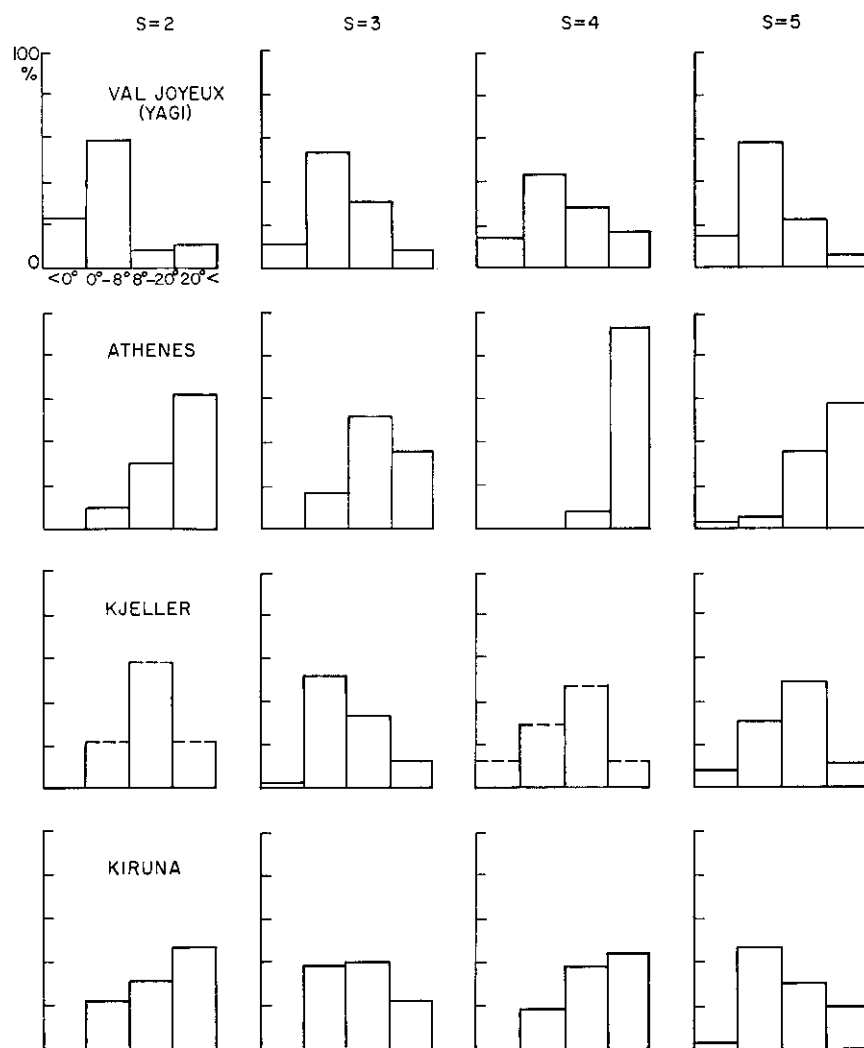 S=2 S=3 S=4 S=5
100
%
VAL JOYEUX
(YAGI)
0
<0° 0°-8° 8°-20° 20°<
ATHENES
KJELLER
KIRUNA